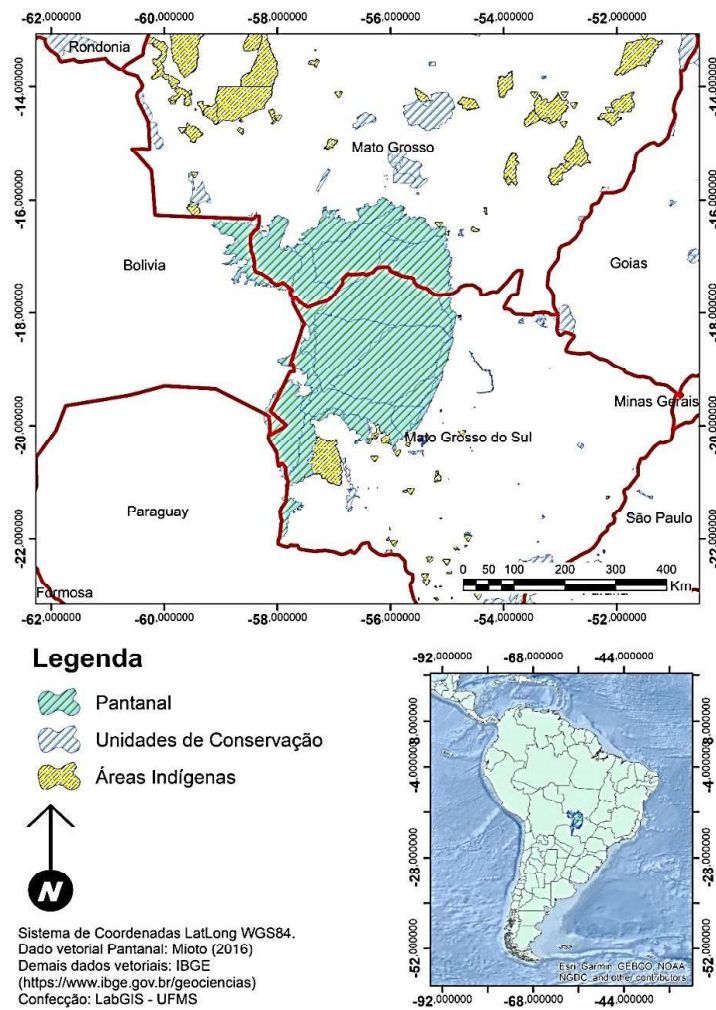 -62.000000 -60.000000 -58.000000 -56.000000 -54.000000 -52.000000
Rondonia
-14.000000
-14.000000
Mato Grosso
-16.000000
-16.000000
Bolivia
Goias
-18.000000
-18.000000
Minas Gerais
-20.000000
-20.000000
Mato Grosso do Sul
Paraguay
São Paulo
-22.000000
-22.000000
0 50 100 200 300 400
Km
Formosa
-62.000000 -60.000000 -58.000000 -56.000000 -54.000000 -52.000000
Legenda
Pantanal
Unidades de Conservação
Áreas Indígenas
N
Sistema de Coordenadas LatLong WGS84.
Dado vetorial Pantanal: Mioto (2016)
Demais dados vetoriais: IBGE
(https://www.ibge.gov.br/geociencias)
Confecção: LabGIS - UFMS
-92.000000 -68.000000 -44.000000
-4.000000
-4.000000
-28.000000
-28.000000
-52.000000
-52.000000
Esri, Garmin, GEBCO, NOAA
NGDC, and other contributors
-92.000000 -68.000000 -44.000000